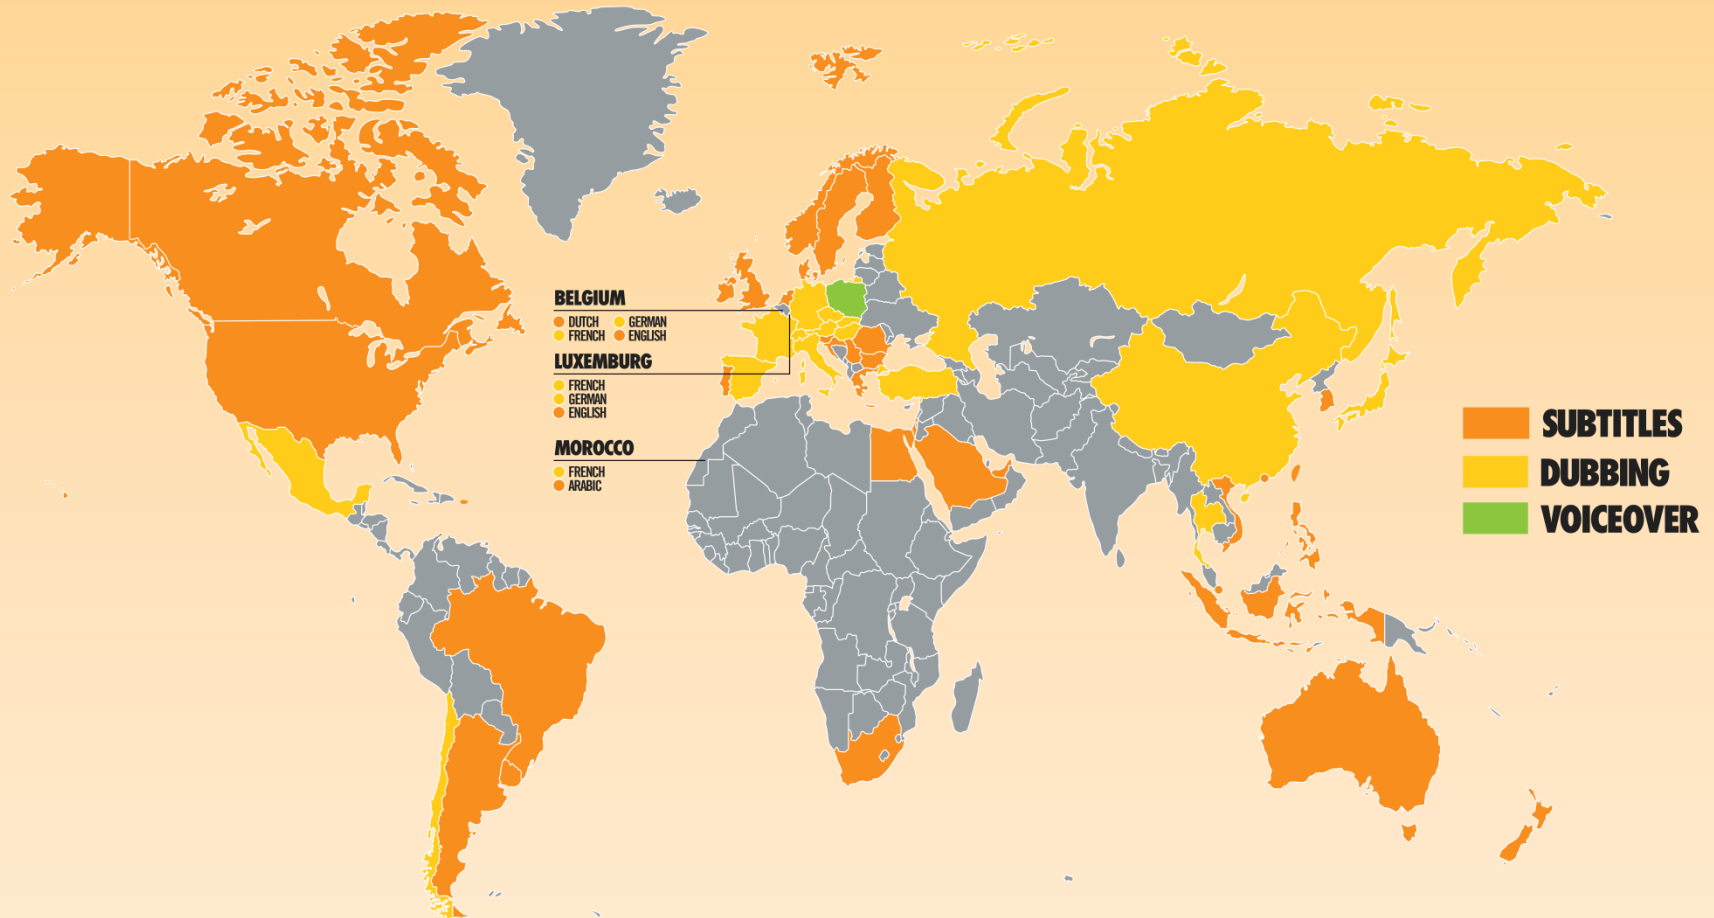 BELGIUM
DUTCH GERMAN
FRENCH ENGLISH
LUXEMBURG
FRENCH
GERMAN
ENGLISH
MOROCCO
FRENCH
ARABIC
SUBTITLES
DUBBING
VOICEOVER